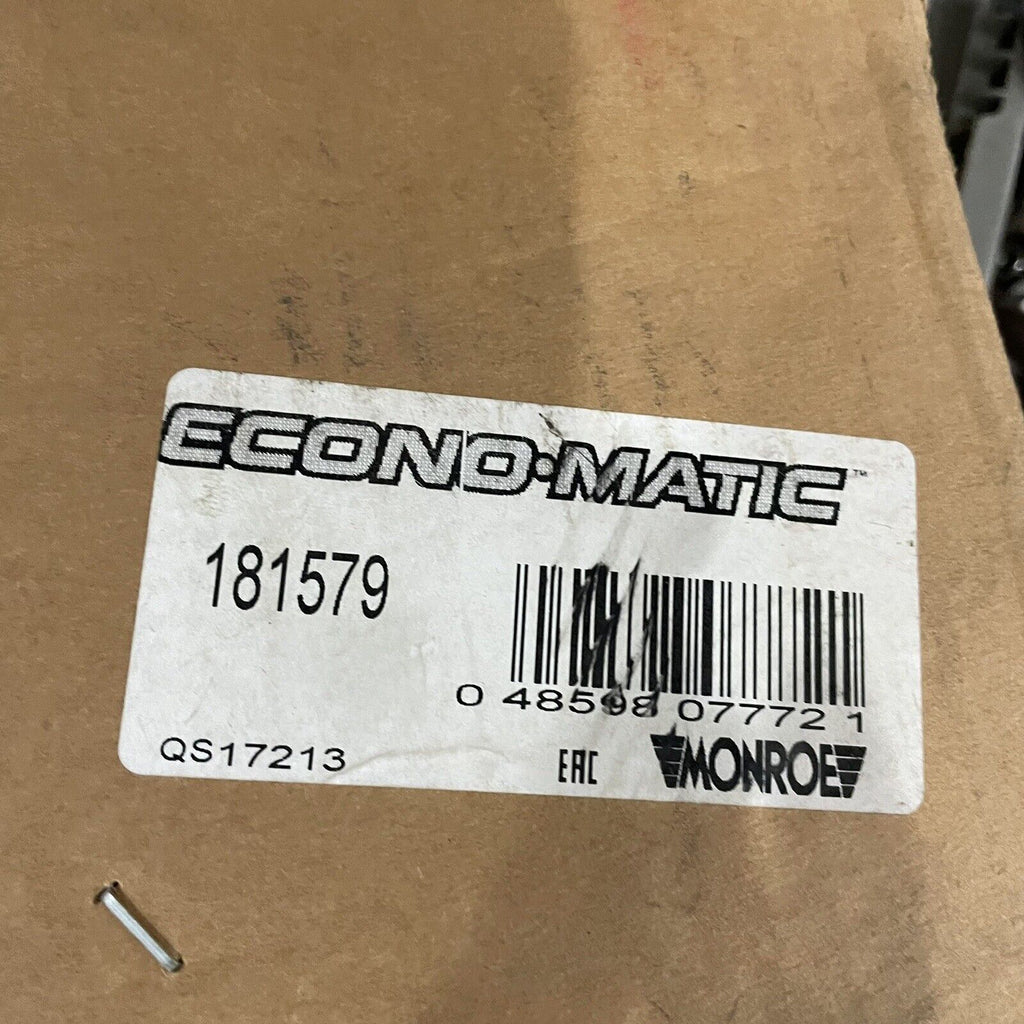 ECONO·MATIC™
181579
0 48598 07772 1
QS17213
EAC
MONROE